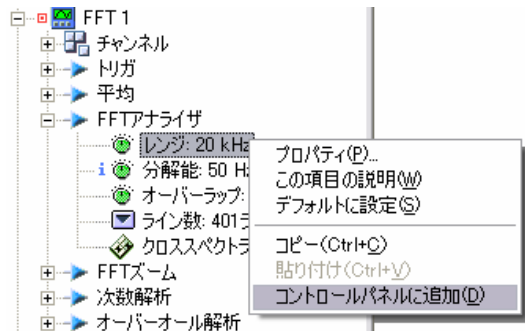 FFT 1
チャンネル
トリガ
平均
FFTアナライザ
レンジ: 20 kHz
分解能: 50 H
オーバーラップ:
ライン数: 401ラ
クロススペクトラ
FFTズーム
次数解析
オーバーオール解析
プロパティ(P)...
この項目の説明(W)
デフォルトに設定(S)
コピー(Ctrl+C)
貼り付け(Ctrl+V)
コントロールパネルに追加(D)